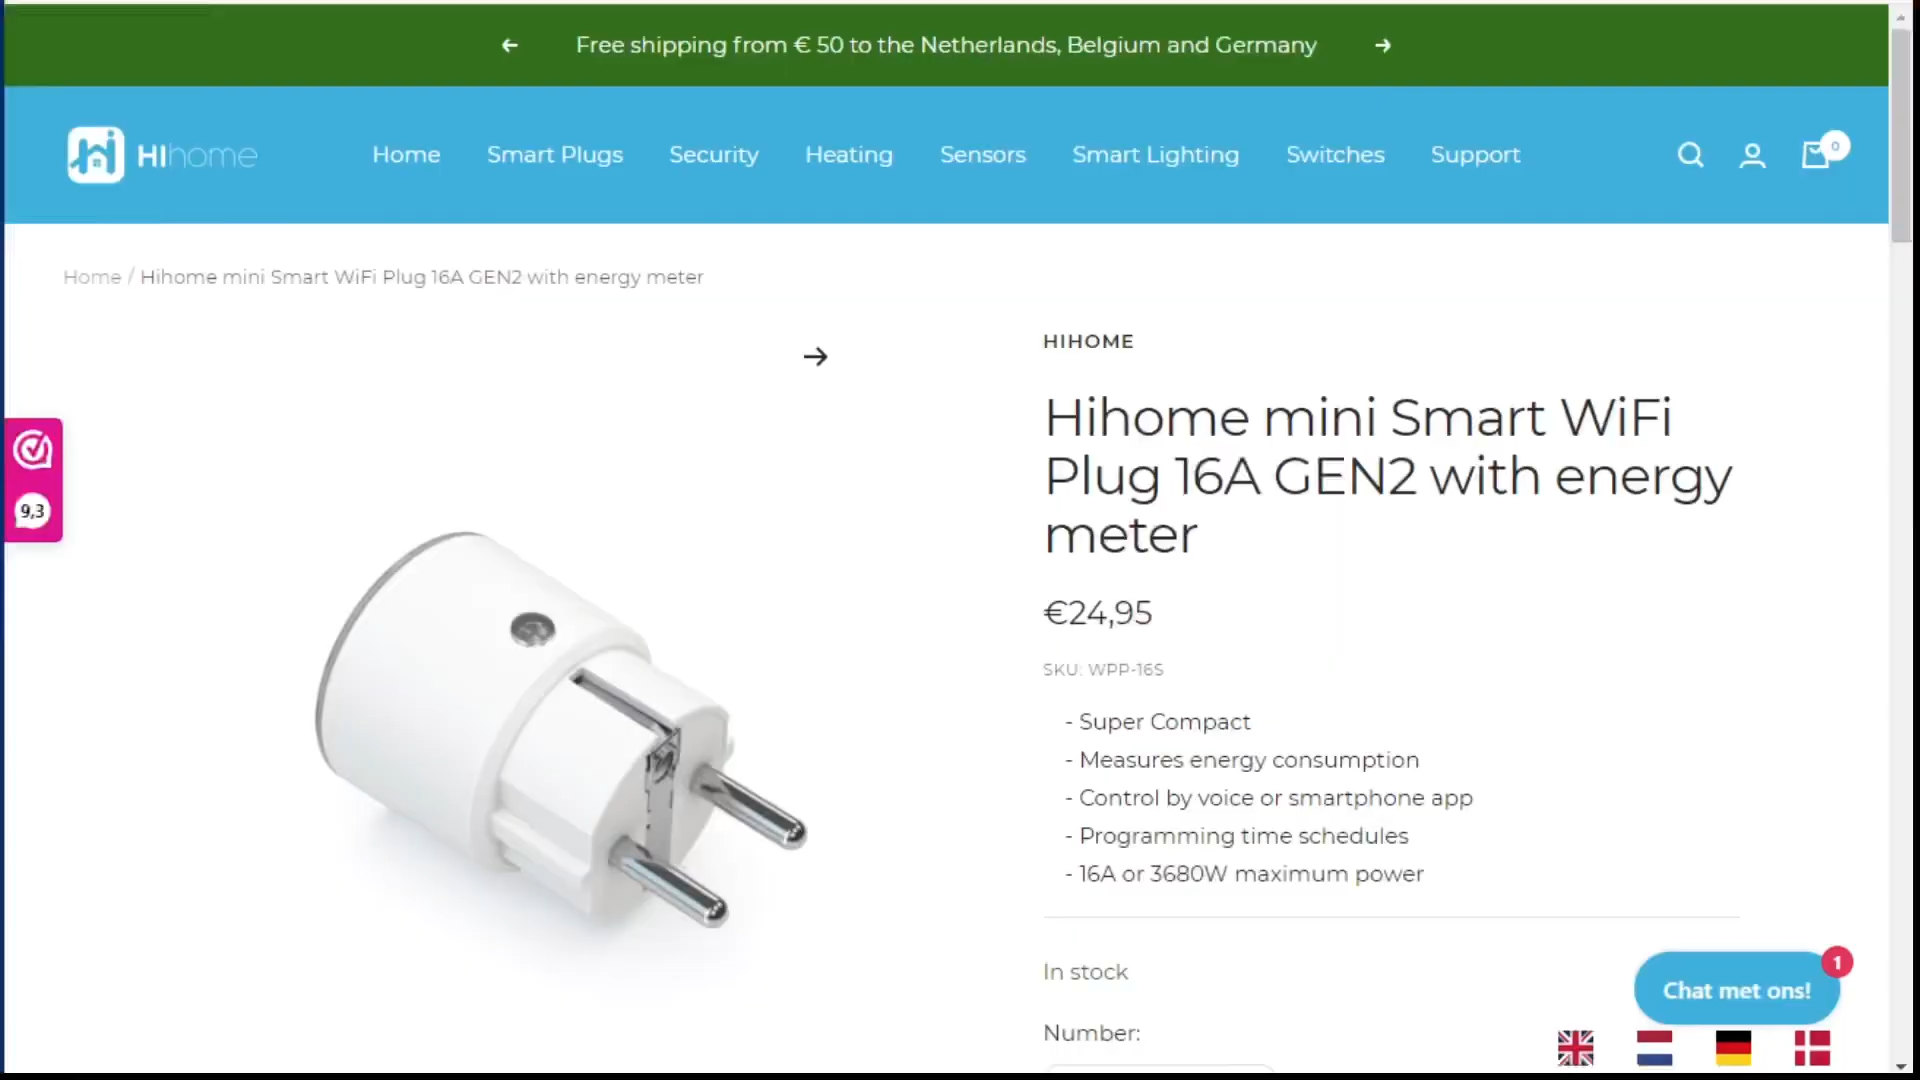 Free shipping from € 50 to the Netherlands, Belgium and Germany
HIhome
Home
Smart Plugs
Security
Heating
Sensors
Smart Lighting
Switches
Support
0
Home / Hihome mini Smart WiFi Plug 16A GEN2 with energy meter
HIHOME
Hihome mini Smart WiFi
Plug 16A GEN2 with energy
meter
9,3
€24,95
SKU: WPP-16S
- Super Compact
- Measures energy consumption
- Control by voice or smartphone app
- Programming time schedules
- 16A or 3680W maximum power
In stock
1
Chat met ons!
Number: